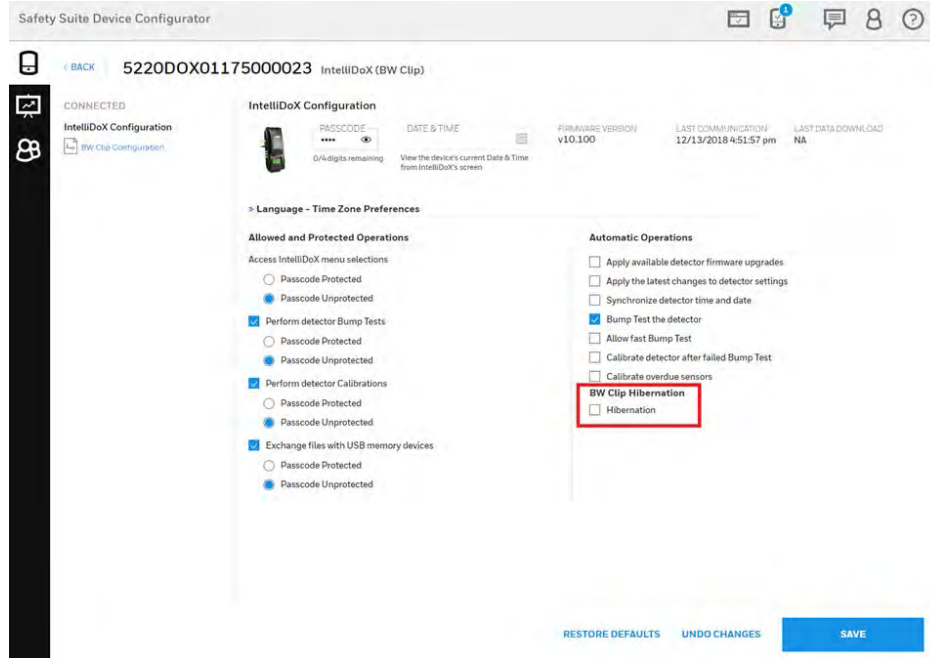 Safety Suite Device Configurator
1
< BACK 5220DOX01175000023 IntelliDoX (BW Clip)
CONNECTED
IntelliDoX Configuration
BW Clip Configuration
IntelliDoX Configuration
PASSCODE
••••
0/4 digits remaining
DATE & TIME
View the device's current Date & Time
from IntelliDoX's screen
FIRMWARE VERSION
v10.100
LAST COMMUNICATION
12/13/2018 4:51:57 pm
LAST DATA DOWNLOAD
NA
> Language - Time Zone Preferences
Allowed and Protected Operations
Access IntelliDoX menu selections
Passcode Protected
Passcode Unprotected
Perform detector Bump Tests
Passcode Protected
Passcode Unprotected
Perform detector Calibrations
Passcode Protected
Passcode Unprotected
Exchange files with USB memory devices
Passcode Protected
Passcode Unprotected
Automatic Operations
Apply available detector firmware upgrades
Apply the latest changes to detector settings
Synchronize detector time and date
Bump Test the detector
Allow fast Bump Test
Calibrate detector after failed Bump Test
Calibrate overdue sensors
BW Clip Hibernation
Hibernation
RESTORE DEFAULTS UNDO CHANGES SAVE